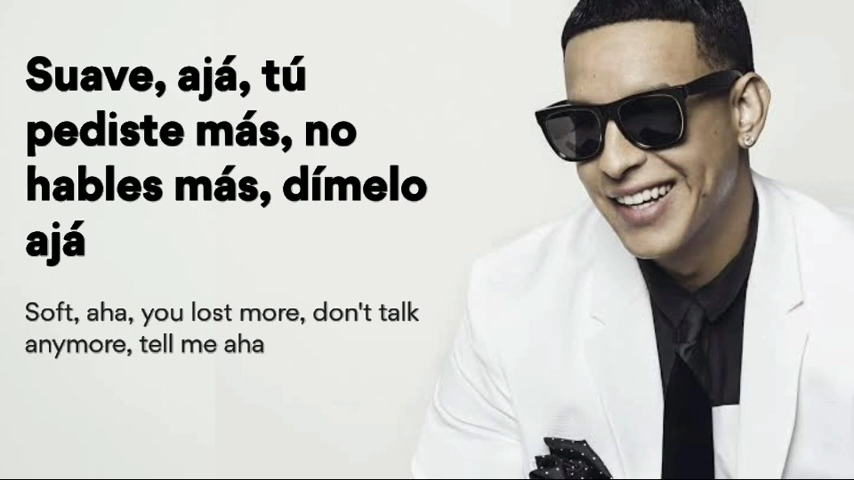 Suave, ajá, tú
pediste más, no
hables más, dímelo
ajá
Soft, aha, you lost more, don't talk
anymore, tell me aha